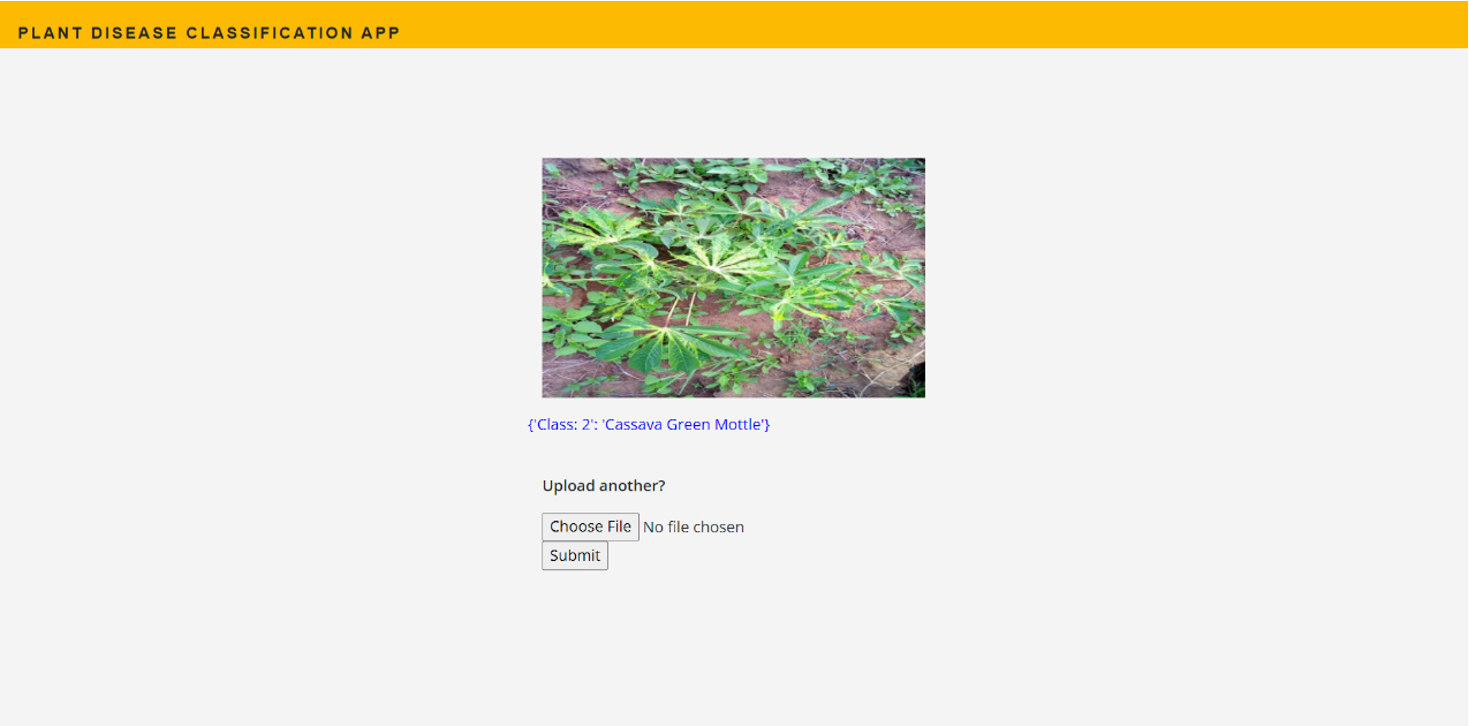 PLANT DISEASE CLASSIFICATION APP
{'Class: 2': 'Cassava Green Mottle'}
Upload another?
Choose File No file chosen
Submit